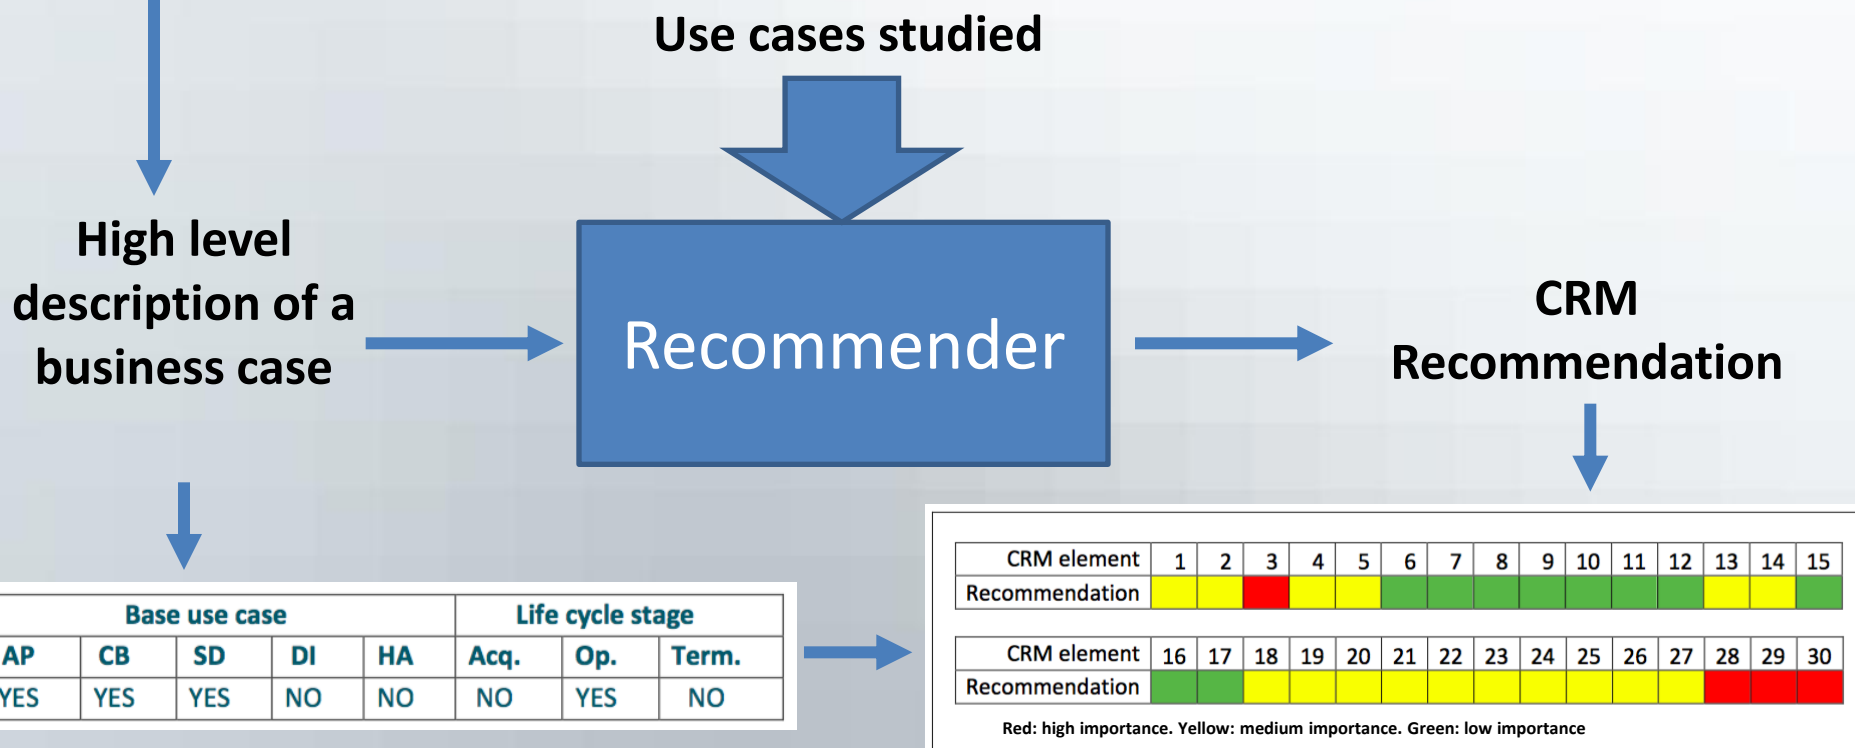 Use cases studied
High level
description of a
business case
Recommender
CRM
Recommendation
Base use case Life cycle stage
AP CB SD DI HA Acq. Op. Term.
YES YES YES NO NO NO YES NO
CRM element 1 2 3 4 5 6 7 8 9 10 11 12 13 14 15
Recommendation
CRM element 16 17 18 19 20 21 22 23 24 25 26 27 28 29 30
Recommendation
Red: high importance. Yellow: medium importance. Green: low importance